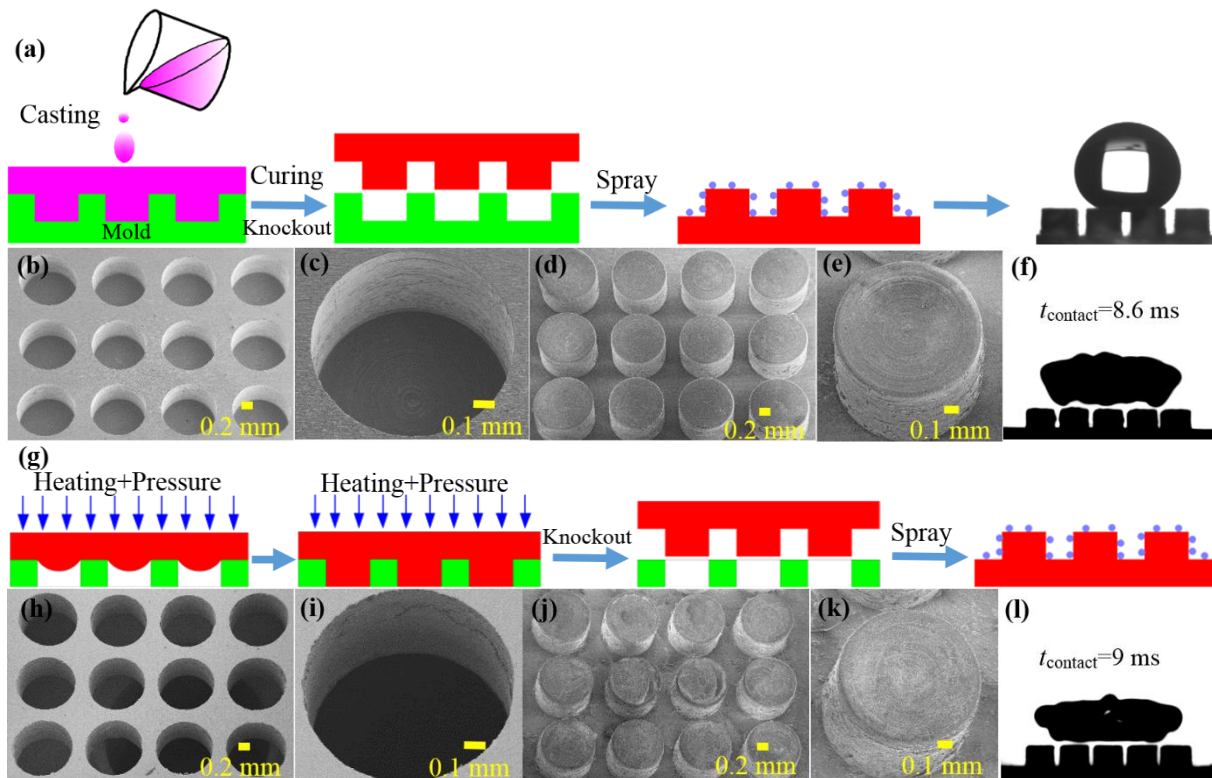 (a)
Casting
Mold
Curing
Knockout
Spray
(b)
0.2 mm
(c)
0.1 mm
(d)
0.2 mm
(e)
0.1 mm
(f)
tcontact=8.6 ms
(g)
Heating+Pressure
Heating+Pressure
Knockout
Spray
(h)
0.2 mm
(i)
0.1 mm
(j)
0.2 mm
(k)
0.1 mm
(l)
tcontact=9 ms